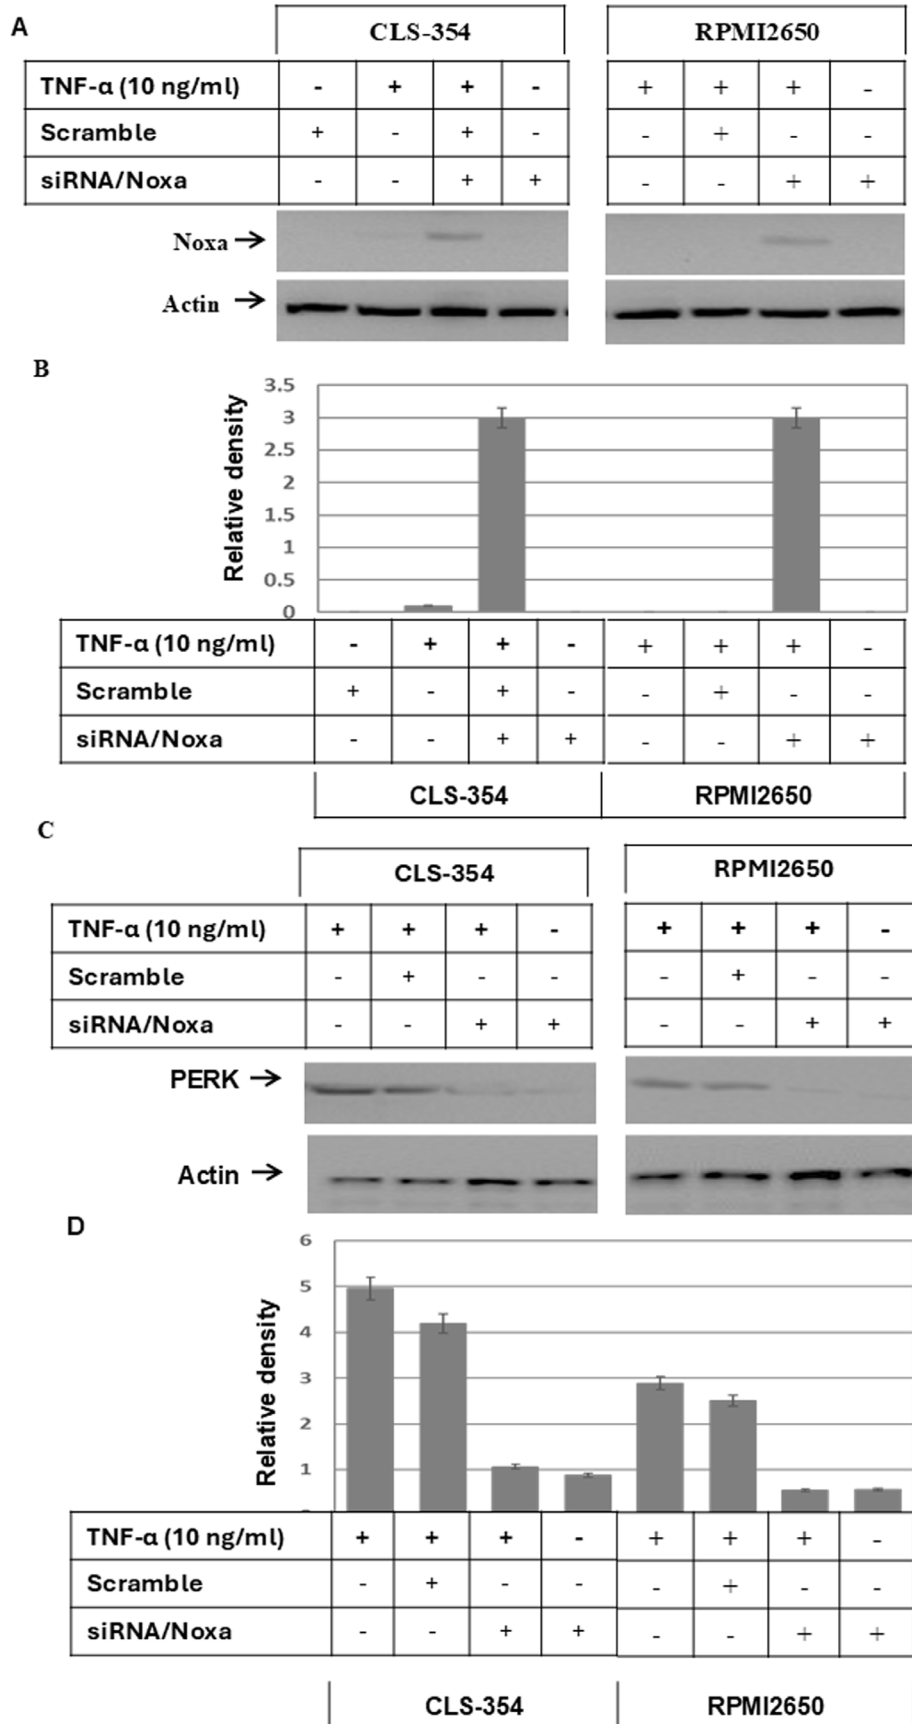 A
CLS-354 RPMI2650
TNF-α (10 ng/ml) - + + - + + + -
Scramble + - + - - + - -
siRNA/Noxa - - + + - - + +
Noxa →
Actin →
B
Relative density
3.5
3
2.5
2
1.5
1
0.5
0
TNF-α (10 ng/ml) - + + - + + + -
Scramble + - + - - + - -
siRNA/Noxa - - + + - - + +
CLS-354 RPMI2650
C
CLS-354 RPMI2650
TNF-α (10 ng/ml) + + + - + + + -
Scramble - + - - - + - -
siRNA/Noxa - - + + - - + +
PERK →
Actin →
D
Relative density
6
5
4
3
2
1
TNF-α (10 ng/ml) + + + - + + + -
Scramble - + - - - + - -
siRNA/Noxa - - + + - - + +
CLS-354 RPMI2650